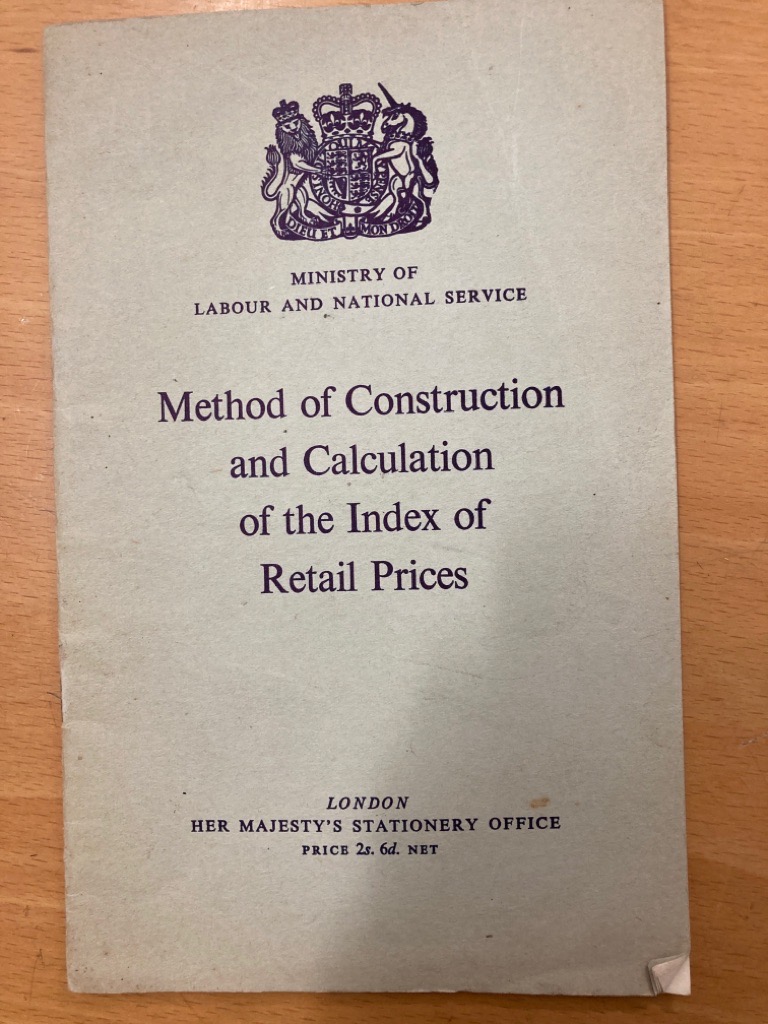 DIEU ET MON DROIT
MINISTRY OF
LABOUR AND NATIONAL SERVICE
Method of Construction
and Calculation
of the Index of
Retail Prices
LONDON
HER MAJESTY'S STATIONERY OFFICE
PRICE 2s. 6d. NET